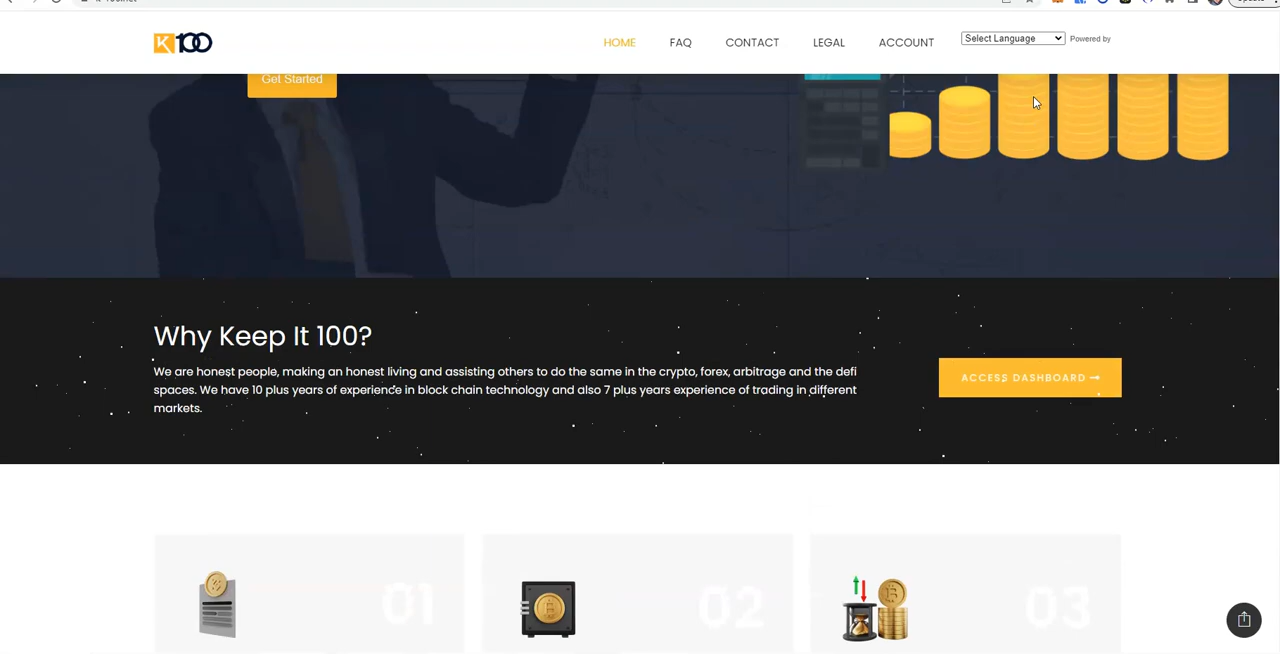 K100
HOME FAQ CONTACT LEGAL ACCOUNT Select Language Powered by
Get Started
Why Keep It 100?
We are honest people, making an honest living and assisting others to do the same in the crypto, forex, arbitrage and the defi
spaces. We have 10 plus years of experience in block chain technology and also 7 plus years experience of trading in different
markets.
ACCESS DASHBOARD
01 02 03